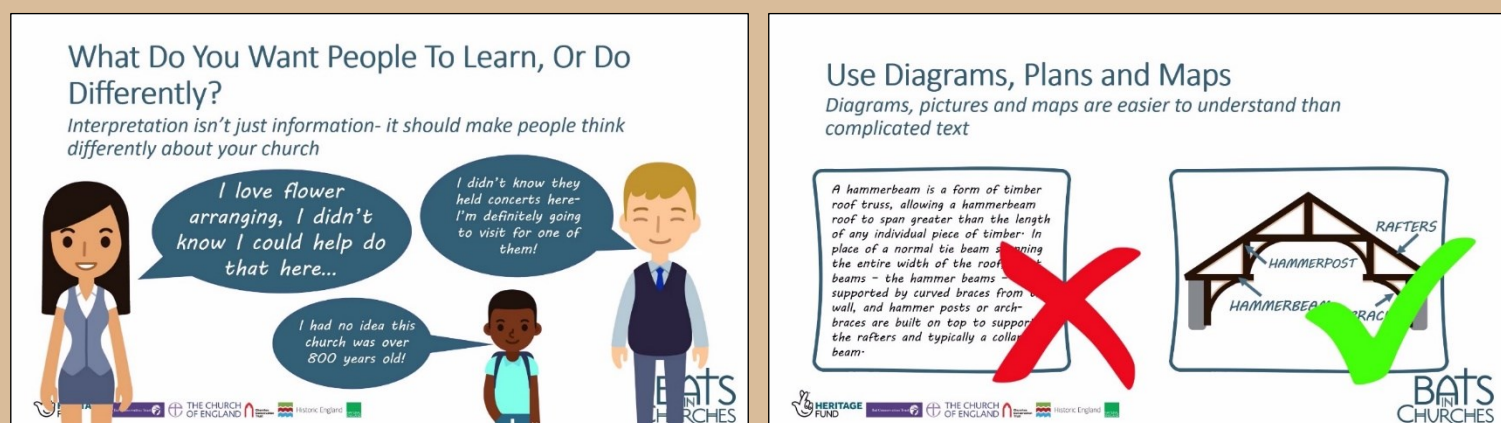 What Do You Want People To Learn, Or Do
Differently?
Interpretation isn't just information- it should make people think
differently about your church
I love flower
arranging, I didn't
know I could help do
that here...
I didn't know they
held concerts here-
I'm definitely going
to visit for one of
them!
I had no idea this
church was over
800 years old!
FUND
THE CHURCH
OF ENGLAND
Historic England
BATS
IN
CHURCHES
Use Diagrams, Plans and Maps
Diagrams, pictures and maps are easier to understand than
complicated text
A hammerbeam is a form of timber
roof truss, allowing a hammerbeam
roof to span greater than the length
of any individual piece of timber. In
place of a normal tie beam
the entire width of the roof
beams - the hammer beams -
supported by curved braces from
wall, and hammer posts or arch-
braces are built on top to support
the rafters and typically a collar
beam.
RAFTERS
HAMMERPOST
HAMMERBEAM
HERITAGE
FUND
THE CHURCH
OF ENGLAND
Historic England
BATS
IN
CHURCHES